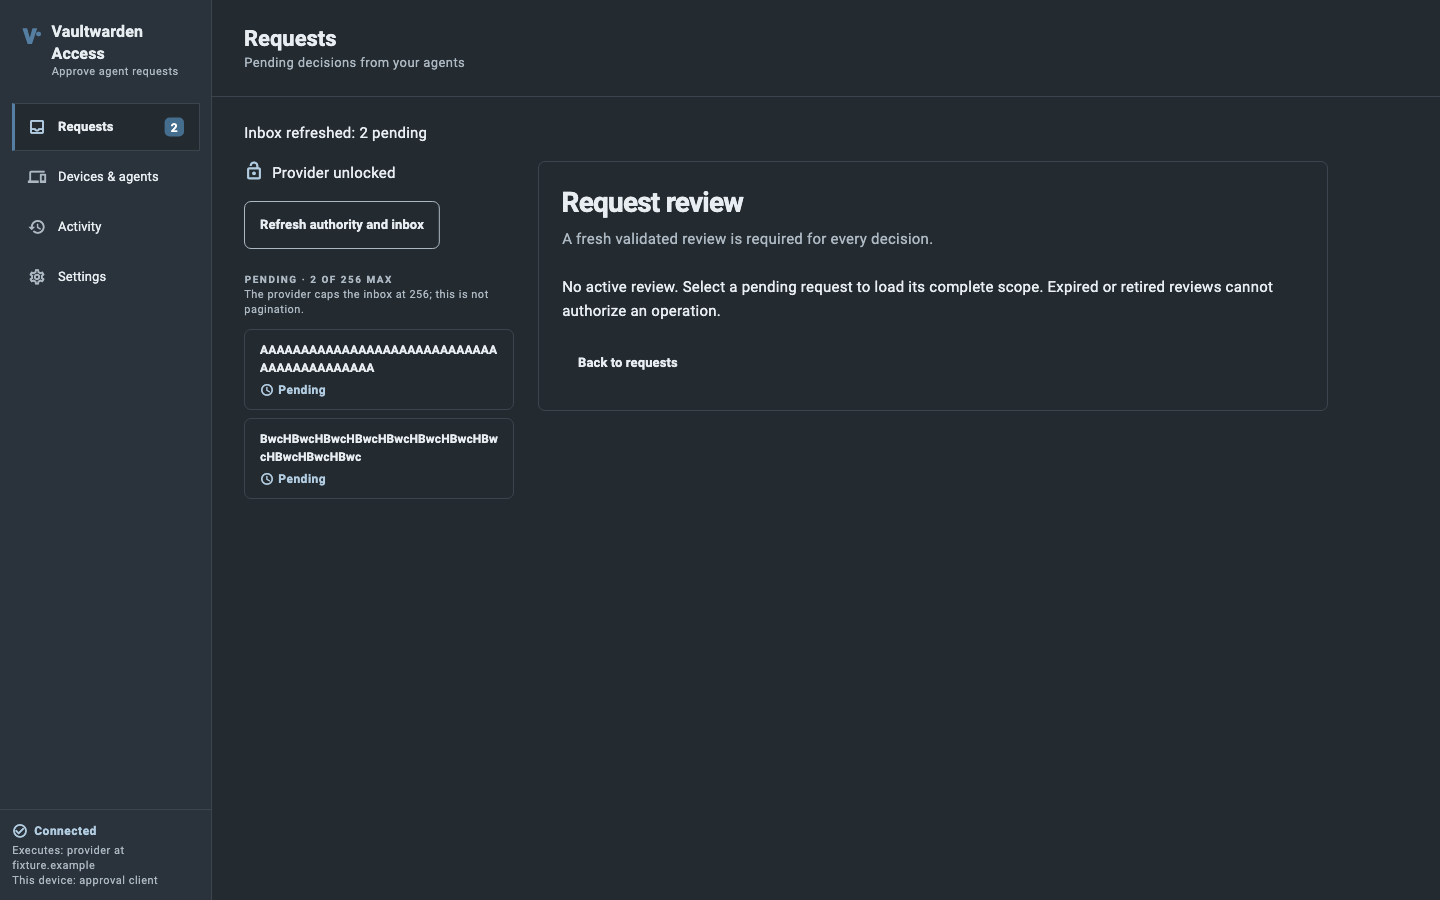 Vaultwarden
Access
Approve agent requests
Requests 2
Devices & agents
Activity
Settings
Connected
Executes: provider at
fixture.example
This device: approval client
Requests
Pending decisions from your agents
Inbox refreshed: 2 pending
Provider unlocked
Refresh authority and inbox
PENDING · 2 OF 256 MAX
The provider caps the inbox at 256; this is not
pagination.
AAAAAAAAAAAAAAAAAAAAAAAAAAAAA
AAAAAAAAAAAAAA
Pending
BwcHBwcHBwcHBwcHBwcHBwcHBwcHBw
cHBwcHBwcHBwc
Pending
Request review
A fresh validated review is required for every decision.
No active review. Select a pending request to load its complete scope. Expired or retired reviews cannot
authorize an operation.
Back to requests